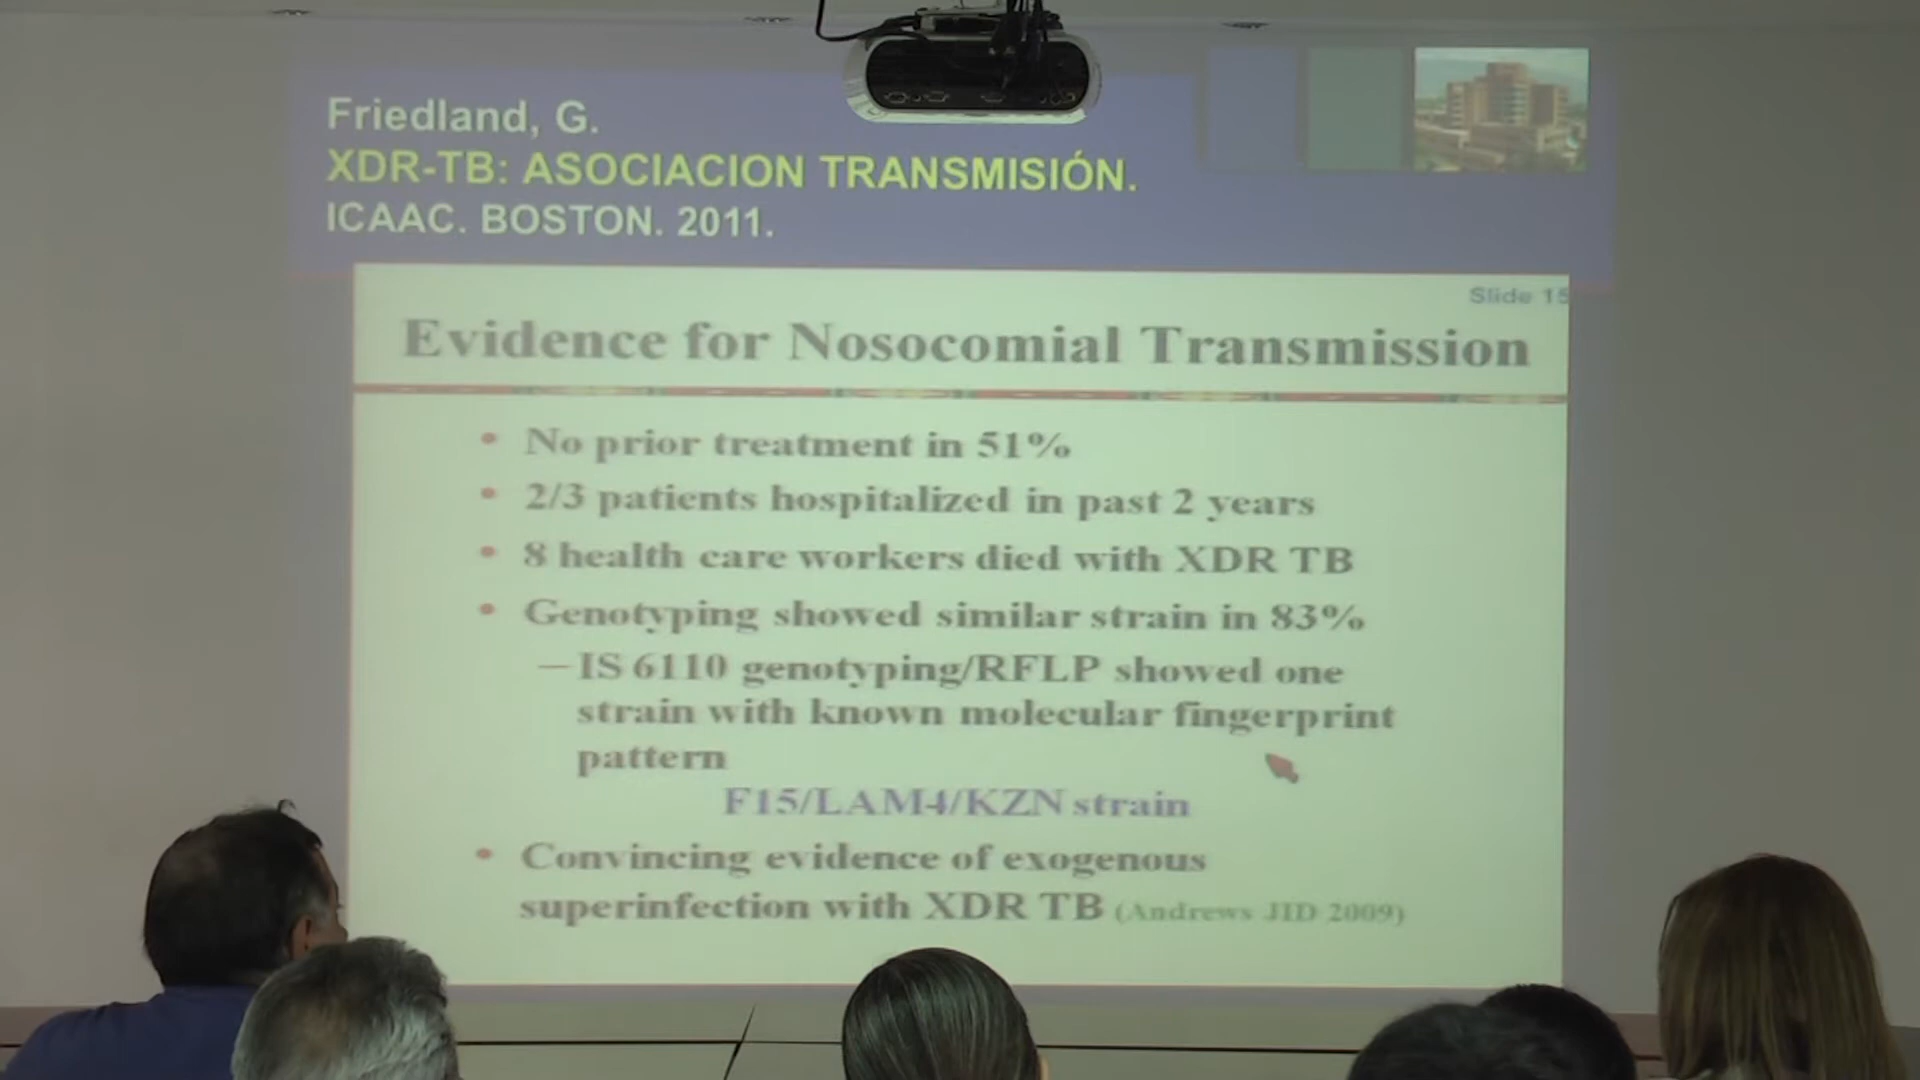 Friedland, G.
XDR-TB: ASOCIACION TRANSMISIÓN.
ICAAC. BOSTON. 2011.
Slide 15
Evidence for Nosocomial Transmission
• No prior treatment in 51%
• 2/3 patients hospitalized in past 2 years
• 8 health care workers died with XDR TB
• Genotyping showed similar strain in 83%
– IS 6110 genotyping/RFLP showed one
strain with known molecular fingerprint
pattern
F15/LAM4/KZN strain
• Convincing evidence of exogenous
superinfection with XDR TB (Andrews JID 2009)